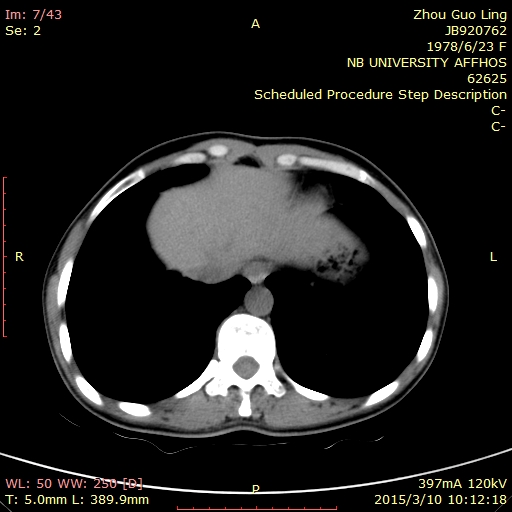 Im: 7/43
Se: 2
A
Zhou Guo Ling
JB920762
1978/6/23 F
NB UNIVERSITY AFFHOS
62625
Scheduled Procedure Step Description
C-
C-
R
L
WL: 50 WW: 250 [D]
T: 5.0mm L: 389.9mm
P
397mA 120kV
2015/3/10 10:12:18